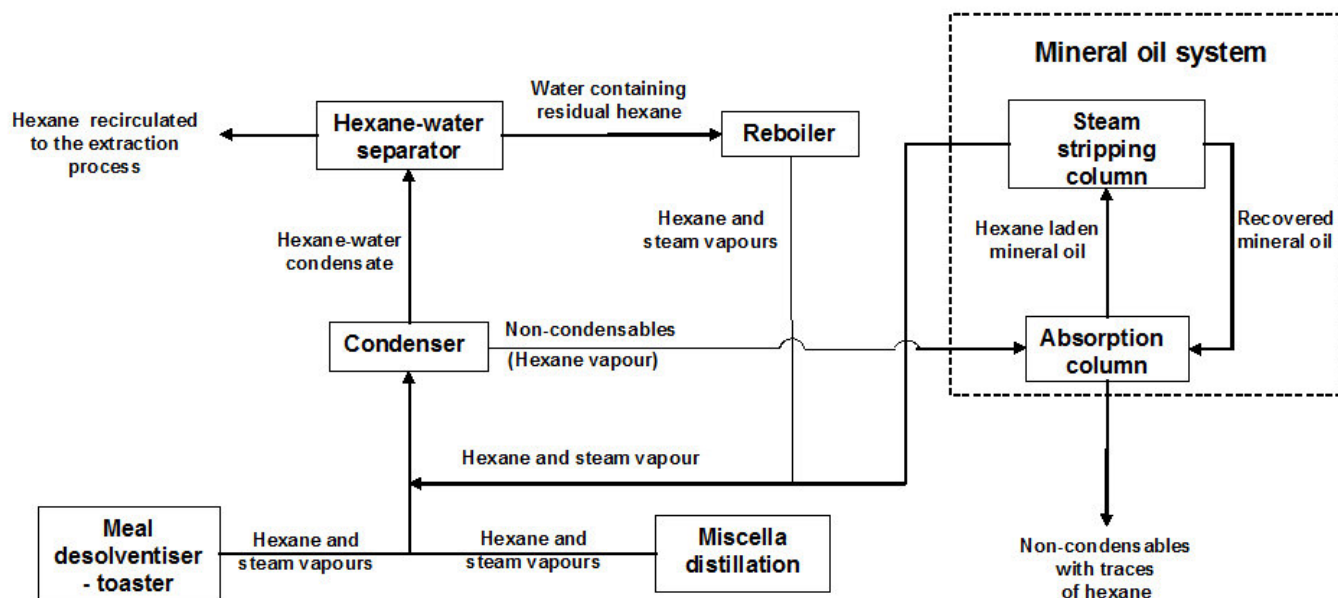 Mineral oil system
Hexane recirculated
to the extraction
process
Hexane-water
separator
Water containing
residual hexane
Reboiler
Steam
stripping
column
Hexane-water
condensate
Hexane and
steam vapours
Hexane laden
mineral oil
Recovered
mineral oil
Condenser
Non-condensables
(Hexane vapour)
Absorption
column
Hexane and steam vapour
Meal
desolventiser
- toaster
Hexane and
steam vapours
Hexane and
steam vapours
Miscella
distillation
Non-condensables
with traces
of hexane